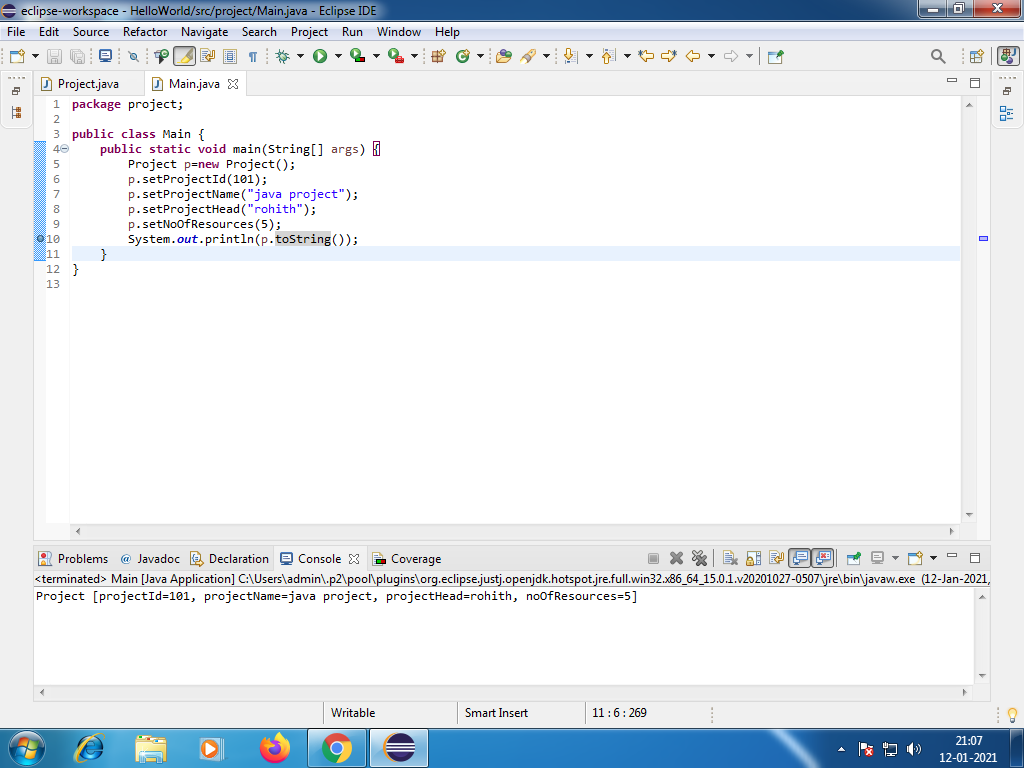 eclipse-workspace - HelloWorld/src/project/Main.java - Eclipse IDE
File Edit Source Refactor Navigate Search Project Run Window Help
Project.java Main.java
1 package project;
2
3 public class Main {
4 public static void main(String[] args) {
5 Project p=new Project();
6 p.setProjectId(101);
7 p.setProjectName("java project");
8 p.setProjectHead("rohith");
9 p.setNoOfResources(5);
10 System.out.println(p.toString());
11 }
12 }
13
Problems @ Javadoc Declaration Console Coverage
<terminated> Main [Java Application] C:\Users\admin\.p2\pool\plugins\org.eclipse.justj.openjdk.hotspot.jre.full.win32.x86_64_15.0.1.v20201027-0507\jre\bin\javaw.exe (12-Jan-2021,
Project [projectId=101, projectName=java project, projectHead=rohith, noOfResources=5]
Writable Smart Insert 11 : 6 : 269
21:07
12-01-2021